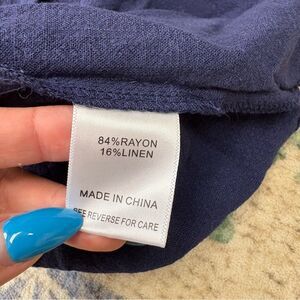 84%RAYON
16%LINEN
MADE IN CHINA
SEE REVERSE FOR CARE